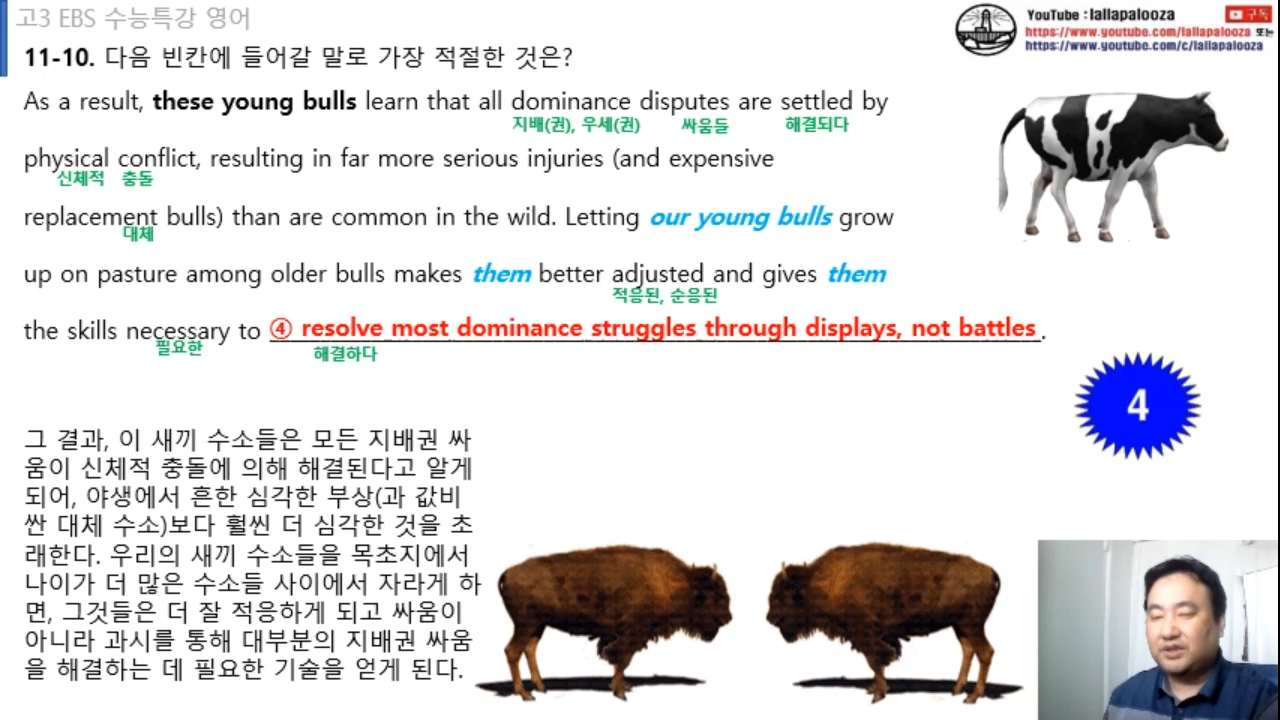 고3 EBS 수능특강 영어
YouTube : lallapalooza
구독
https://www.youtube.com/lallapalooza 또는
https://www.youtube.com/c/lallapalooza
11-10. 다음 빈칸에 들어갈 말로 가장 적절한 것은?
As a result, these young bulls learn that all dominance disputes are settled by
지배(권), 우세(권) 싸움들 해결되다
physical conflict, resulting in far more serious injuries (and expensive
신체적 충돌
replacement bulls) than are common in the wild. Letting our young bulls grow
대체
up on pasture among older bulls makes them better adjusted and gives them
적응된, 순응된
the skills necessary to ④ resolve most dominance struggles through displays, not battles.
필요한 해결하다
4
그 결과, 이 새끼 수소들은 모든 지배권 싸
움이 신체적 충돌에 의해 해결된다고 알게
되어, 야생에서 흔한 심각한 부상(과 값비
싼 대체 수소)보다 훨씬 더 심각한 것을 초
래한다. 우리의 새끼 수소들을 목초지에서
나이가 더 많은 수소들 사이에서 자라게 하
면, 그것들은 더 잘 적응하게 되고 싸움이
아니라 과시를 통해 대부분의 지배권 싸움
을 해결하는 데 필요한 기술을 얻게 된다.